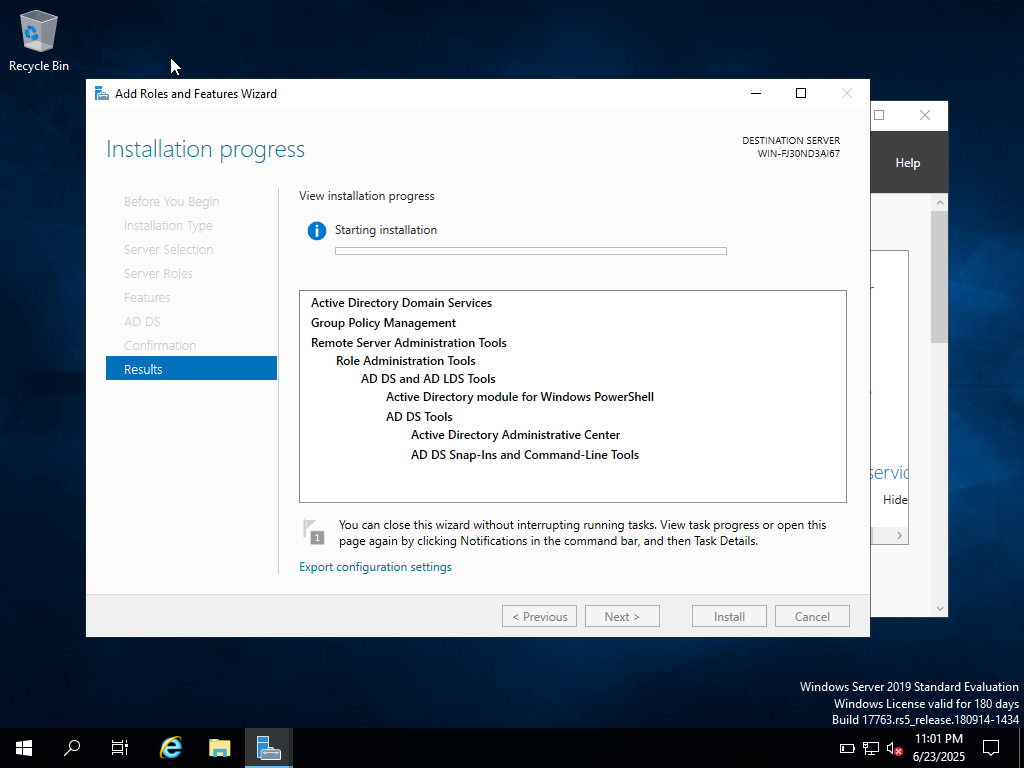 Recycle Bin
Add Roles and Features Wizard
Installation progress
DESTINATION SERVER
WIN-FJ30ND3AI67
Before You Begin
Installation Type
Server Selection
Server Roles
Features
AD DS
Confirmation
Results
View installation progress
Starting installation
Active Directory Domain Services
Group Policy Management
Remote Server Administration Tools
Role Administration Tools
AD DS and AD LDS Tools
Active Directory module for Windows PowerShell
AD DS Tools
Active Directory Administrative Center
AD DS Snap-Ins and Command-Line Tools
1
You can close this wizard without interrupting running tasks. View task progress or open this
page again by clicking Notifications in the command bar, and then Task Details.
Export configuration settings
< Previous
Next >
Install
Cancel
Help
Hide
Windows Server 2019 Standard Evaluation
Windows License valid for 180 days
Build 17763.rs5_release.180914-1434
11:01 PM
6/23/2025